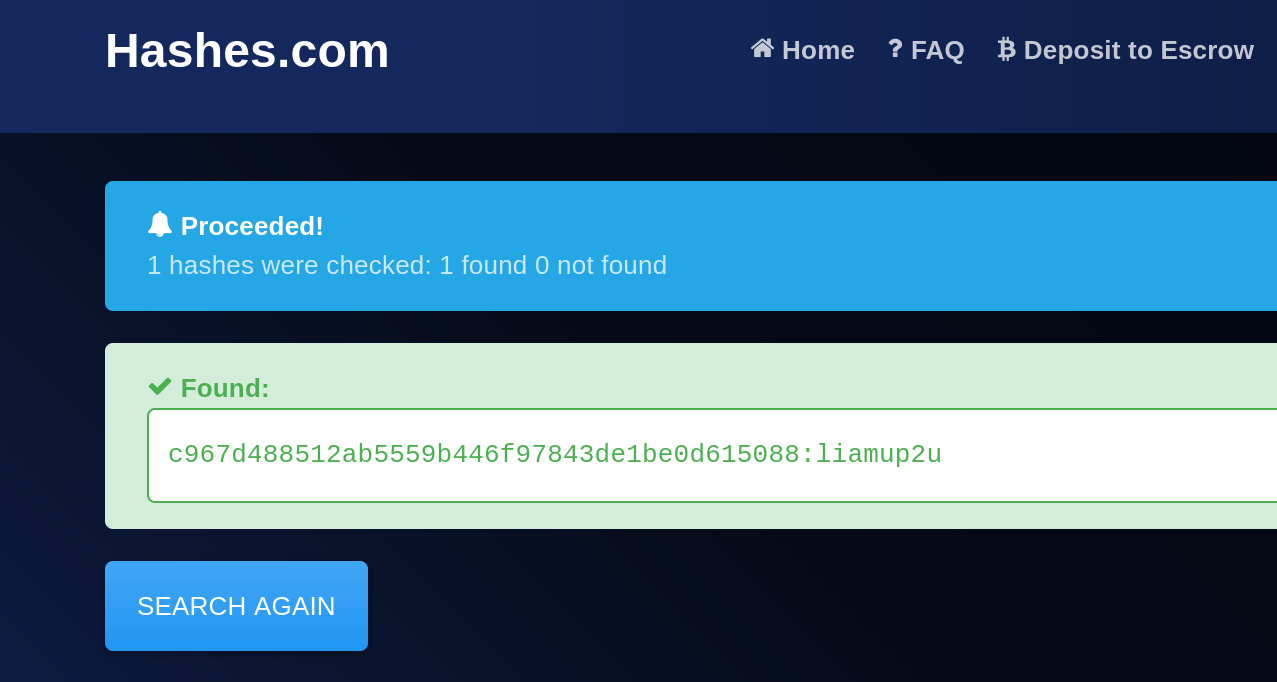 Hashes.com
Home
? FAQ
Deposit to Escrow
Proceeded!
1 hashes were checked: 1 found 0 not found
Found:
c967d488512ab5559b446f97843de1be0d615088:liamup2u
SEARCH AGAIN